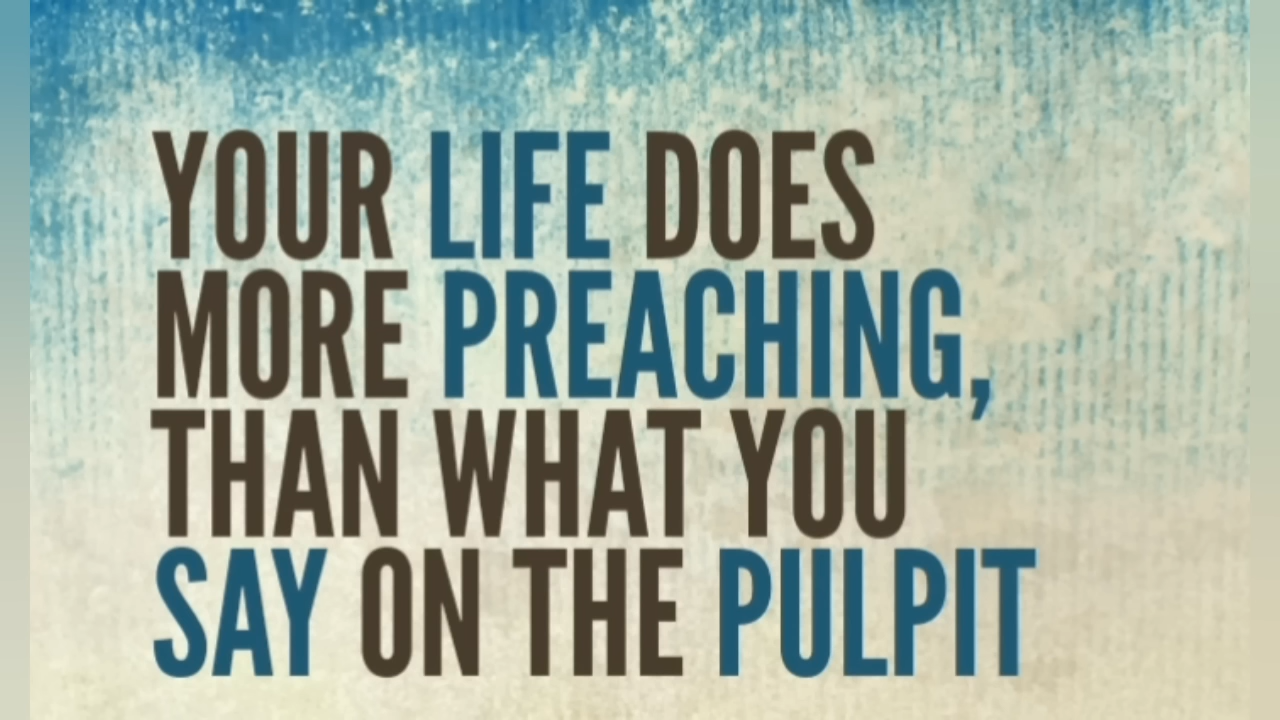 YOUR LIFE DOES
MORE PREACHING,
THAN WHAT YOU
SAY ON THE PULPIT